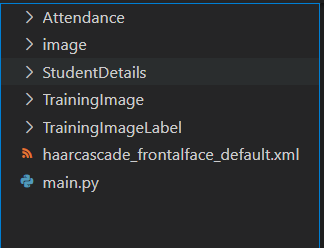 Attendance
image
StudentDetails
TrainingImage
TrainingImageLabel
haarcascade_frontalface_default.xml
main.py